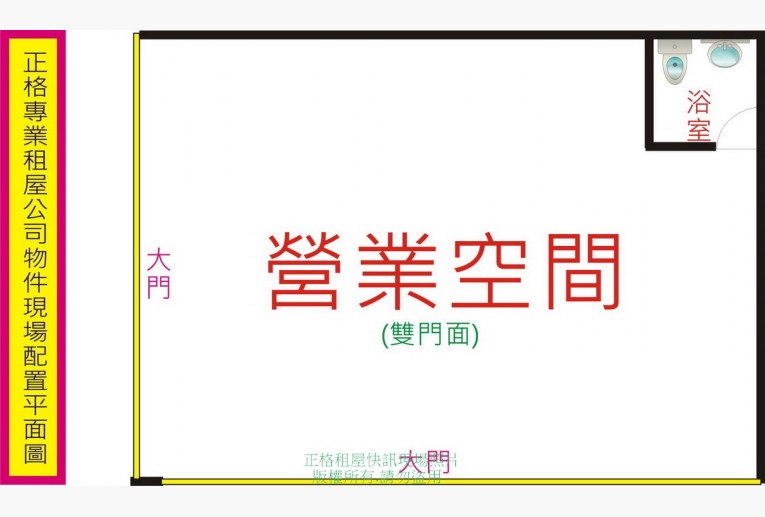 正格專業租屋公司物件現場配置平面圖
浴室
大門
營業空間
(雙門面)
大門
正格租屋快訊現場照片
版權所有.請勿盜用